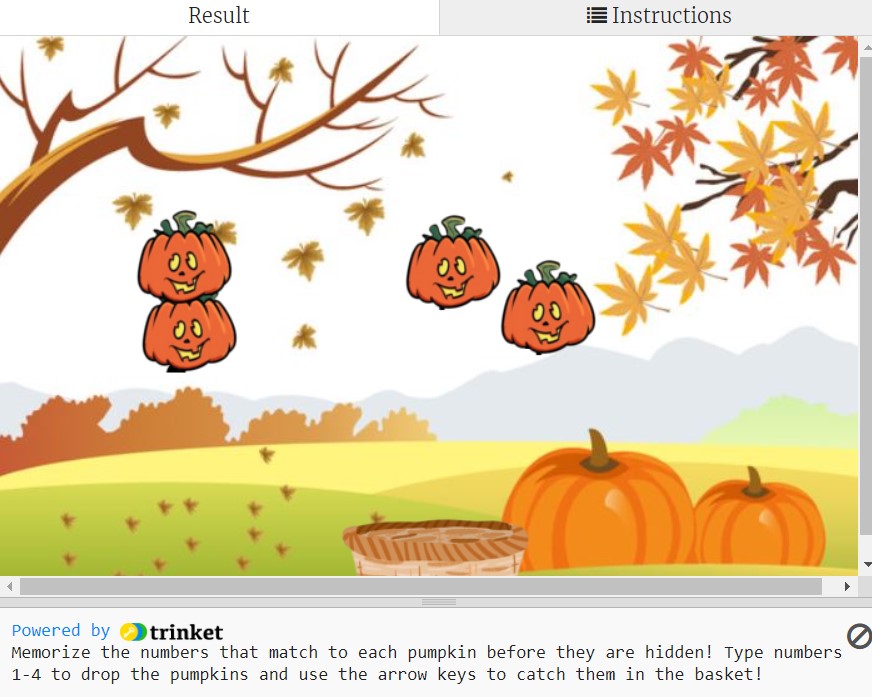 Result
Instructions
Powered by trinket
Memorize the numbers that match to each pumpkin before they are hidden! Type numbers
1-4 to drop the pumpkins and use the arrow keys to catch them in the basket!